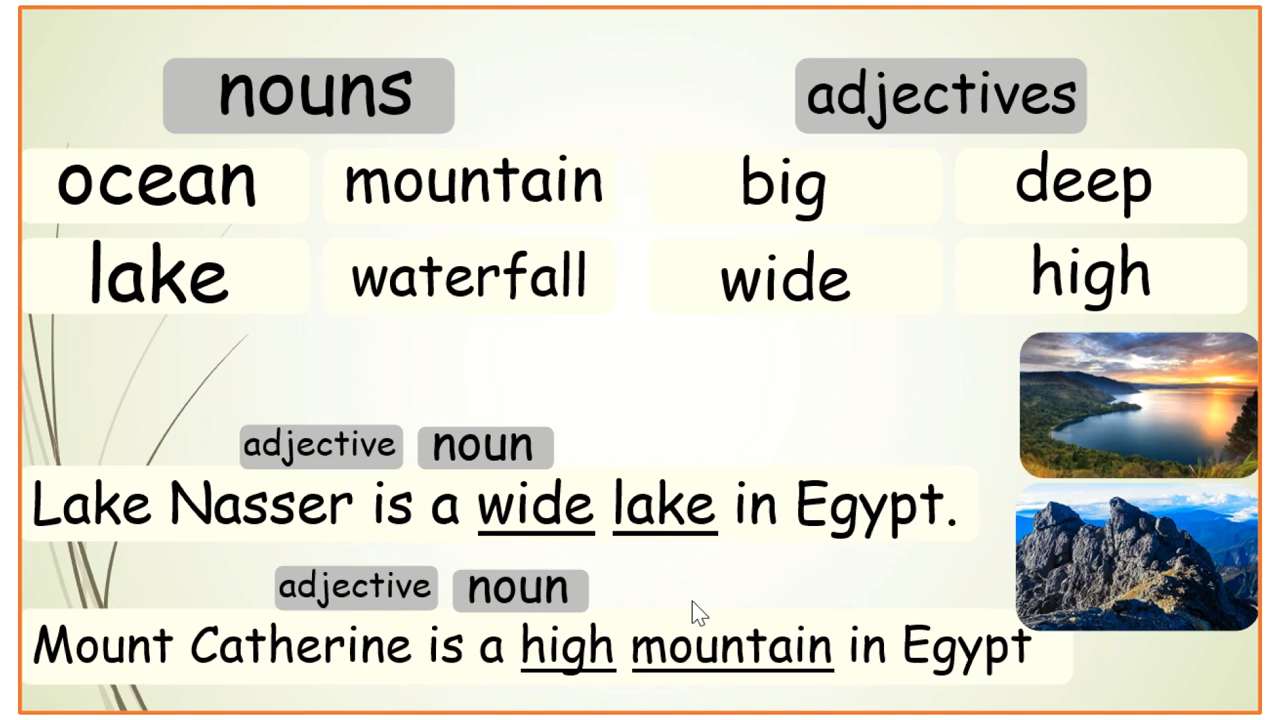 nouns adjectives
ocean mountain big deep
lake waterfall wide high
adjective noun
Lake Nasser is a wide lake in Egypt.
adjective noun
Mount Catherine is a high mountain in Egypt